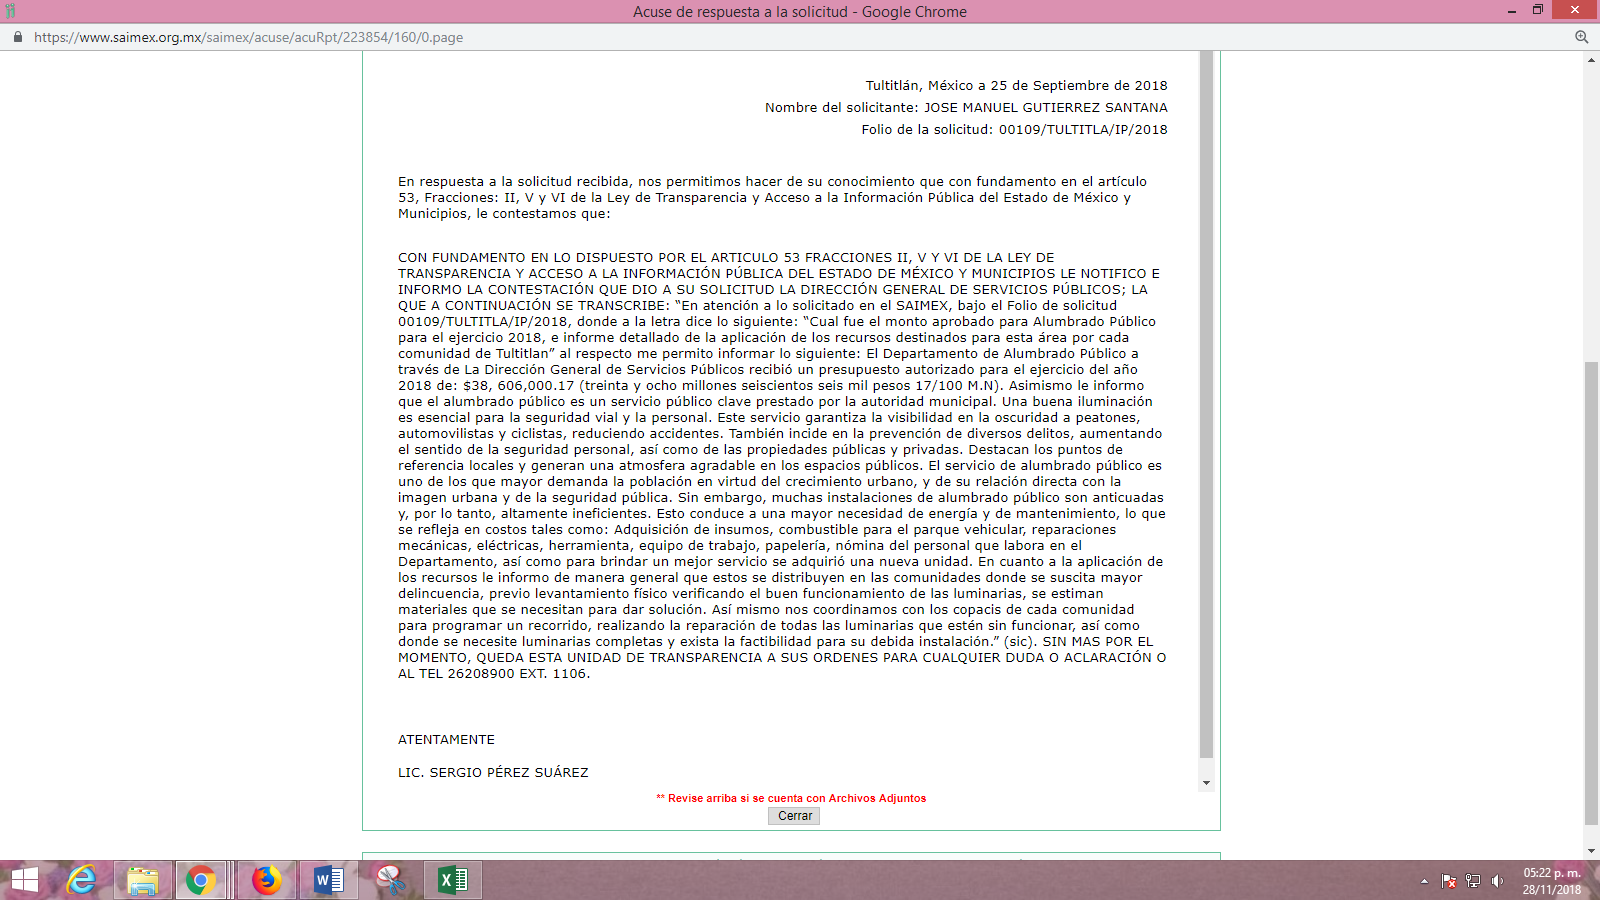 Acuse de respuesta a la solicitud - Google Chrome
https://www.saimex.org.mx/saimex/acuse/acuRpt/223854/160/0.page
Tultitlán, México a 25 de Septiembre de 2018
Nombre del solicitante: JOSE MANUEL GUTIERREZ SANTANA
Folio de la solicitud: 00109/TULTITLA/IP/2018
En respuesta a la solicitud recibida, nos permitimos hacer de su conocimiento que con fundamento en el artículo
53, Fracciones: II, V y VI de la Ley de Transparencia y Acceso a la Información Pública del Estado de México y
Municipios, le contestamos que:
CON FUNDAMENTO EN LO DISPUESTO POR EL ARTICULO 53 FRACCIONES II, V Y VI DE LA LEY DE
TRANSPARENCIA Y ACCESO A LA INFORMACIÓN PÚBLICA DEL ESTADO DE MÉXICO Y MUNICIPIOS LE NOTIFICO E
INFORMO LA CONTESTACIÓN QUE DIO A SU SOLICITUD LA DIRECCIÓN GENERAL DE SERVICIOS PÚBLICOS; LA
QUE A CONTINUACIÓN SE TRANSCRIBE: “En atención a lo solicitado en el SAIMEX, bajo el Folio de solicitud
00109/TULTITLA/IP/2018, donde a la letra dice lo siguiente: “Cual fue el monto aprobado para Alumbrado Público
para el ejercicio 2018, e informe detallado de la aplicación de los recursos destinados para esta área por cada
comunidad de Tultitlan” al respecto me permito informar lo siguiente: El Departamento de Alumbrado Público a
través de La Dirección General de Servicios Públicos recibió un presupuesto autorizado para el ejercicio del año
2018 de: $38, 606,000.17 (treinta y ocho millones seiscientos seis mil pesos 17/100 M.N). Asimismo le informo
que el alumbrado público es un servicio público clave prestado por la autoridad municipal. Una buena iluminación
es esencial para la seguridad vial y la personal. Este servicio garantiza la visibilidad en la oscuridad a peatones,
automovilistas y ciclistas, reduciendo accidentes. También incide en la prevención de diversos delitos, aumentando
el sentido de la seguridad personal, así como de las propiedades públicas y privadas. Destacan los puntos de
referencia locales y generan una atmosfera agradable en los espacios públicos. El servicio de alumbrado público es
uno de los que mayor demanda la población en virtud del crecimiento urbano, y de su relación directa con la
imagen urbana y de la seguridad pública. Sin embargo, muchas instalaciones de alumbrado público son anticuadas
y, por lo tanto, altamente ineficientes. Esto conduce a una mayor necesidad de energía y de mantenimiento, lo que
se refleja en costos tales como: Adquisición de insumos, combustible para el parque vehicular, reparaciones
mecánicas, eléctricas, herramienta, equipo de trabajo, papelería, nómina del personal que labora en el
Departamento, así como para brindar un mejor servicio se adquirió una nueva unidad. En cuanto a la aplicación de
los recursos le informo de manera general que estos se distribuyen en las comunidades donde se suscita mayor
delincuencia, previo levantamiento físico verificando el buen funcionamiento de las luminarias, se estiman
materiales que se necesitan para dar solución. Así mismo nos coordinamos con los copacis de cada comunidad
para programar un recorrido, realizando la reparación de todas las luminarias que estén sin funcionar, así como
donde se necesite luminarias completas y exista la factibilidad para su debida instalación.” (sic). SIN MAS POR EL
MOMENTO, QUEDA ESTA UNIDAD DE TRANSPARENCIA A SUS ORDENES PARA CUALQUIER DUDA O ACLARACIÓN O
AL TEL 26208900 EXT. 1106.
ATENTAMENTE
LIC. SERGIO PÉREZ SUÁREZ
** Revise arriba si se cuenta con Archivos Adjuntos
Cerrar
05:22 p. m.
28/11/2018